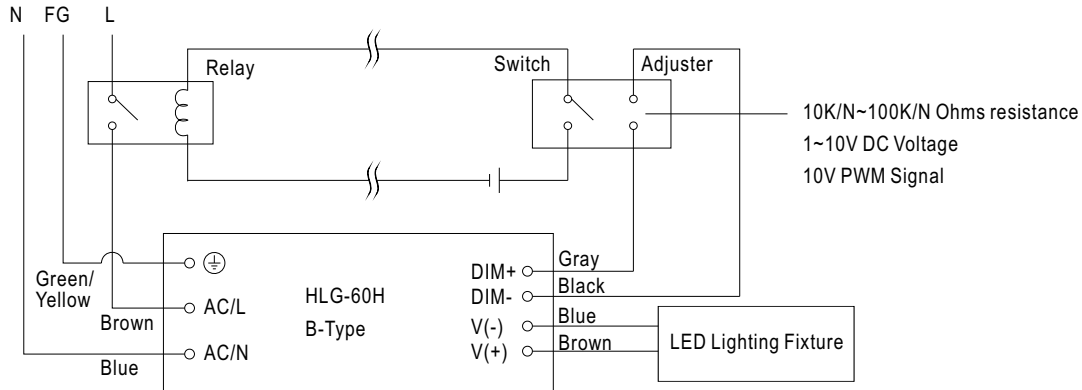 N FG L
Relay
Switch
Adjuster
10K/N~100K/N Ohms resistance
1~10V DC Voltage
10V PWM Signal
Green/
Yellow
Brown
Blue
AC/L
AC/N
HLG-60H
B-Type
DIM+
DIM-
V(-)
V(+)
Gray
Black
Blue
Brown
LED Lighting Fixture